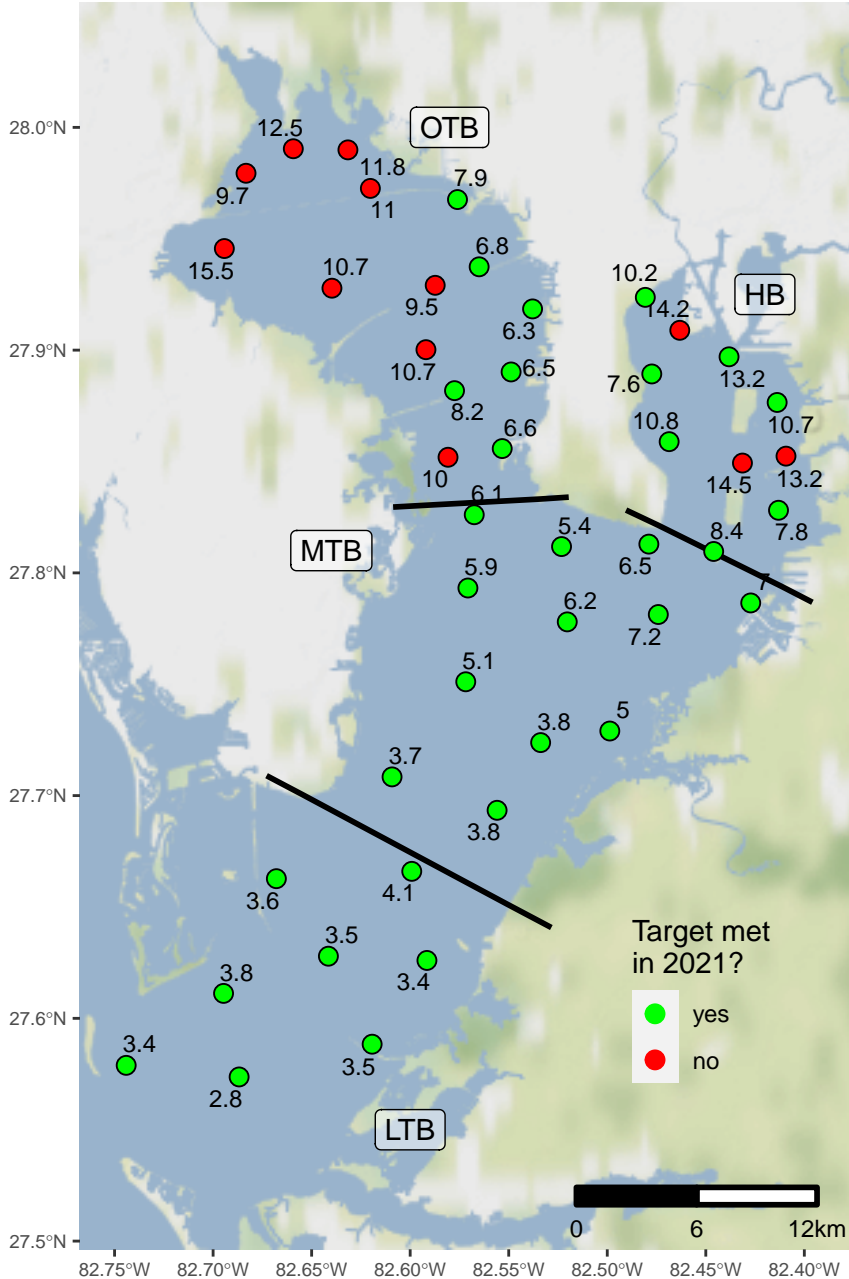 28.0°N
27.9°N
27.8°N
27.7°N
27.6°N
27.5°N
OTB
12.5
11.8
9.7
11
7.9
15.5
10.7
9.5
6.8
6.3
10.7
6.5
8.2
6.6
10
HB
10.2
14.2
13.2
7.6
10.7
10.8
14.5
13.2
7.8
8.4
MTB
6.1
5.4
6.5
7
5.9
6.2
7.2
5.1
3.8
5
3.7
3.8
4.1
3.6
3.5
3.4
3.8
3.4
3.5
2.8
LTB
Target met
in 2021?
yes
no
0 6 12km
82.75°W 82.70°W 82.65°W 82.60°W 82.55°W 82.50°W 82.45°W 82.40°W